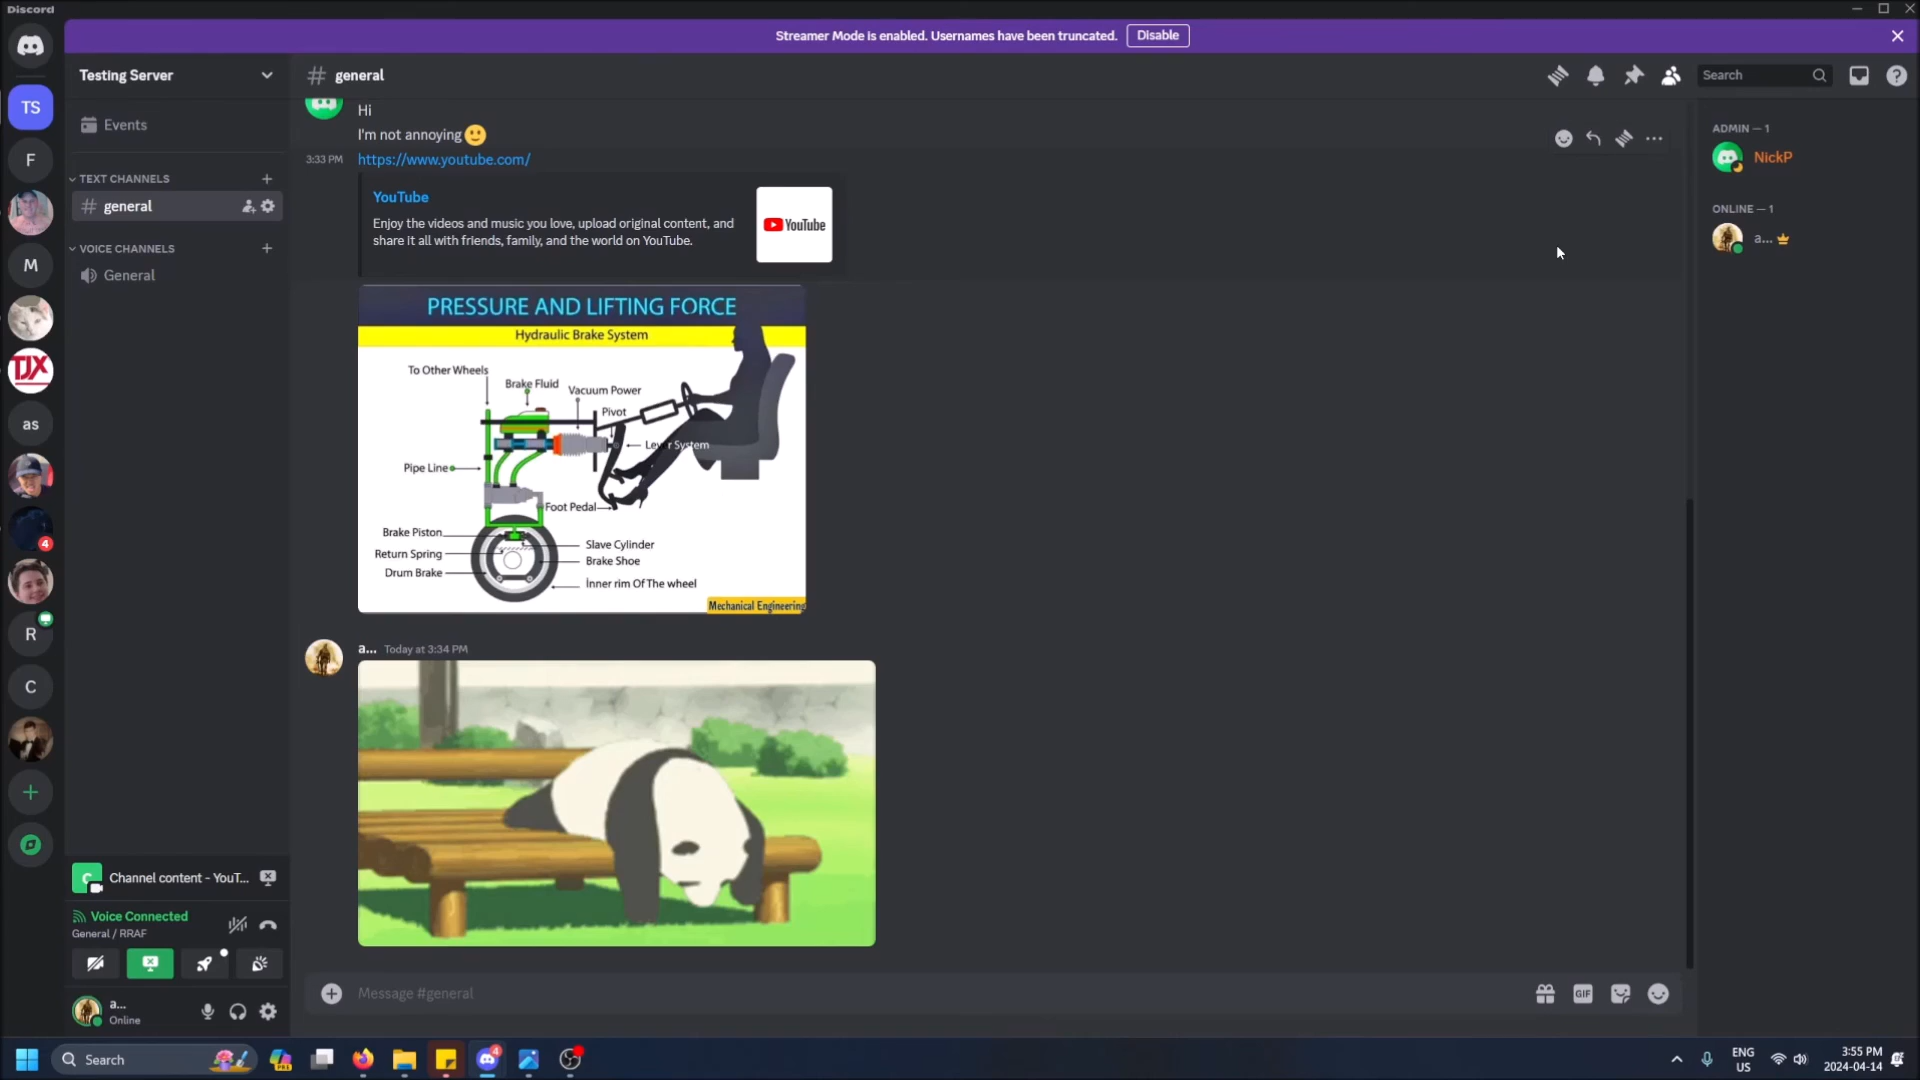 Discord
Streamer Mode is enabled. Usernames have been truncated.
Disable
Testing Server
general
Search
TS
Events
F
TEXT CHANNELS
general
M
VOICE CHANNELS
General
TJX
as
4
R
C
Hi
I'm not annoying
3:33 PM
https://www.youtube.com/
YouTube
Enjoy the videos and music you love, upload original content, and
share it all with friends, family, and the world on YouTube.
YouTube
PRESSURE AND LIFTING FORCE
Hydraulic Brake System
To Other Wheels
Brake Fluid
Vacuum Power
Pivot
Lever System
Pipe Line
Foot Pedal
Brake Piston
Slave Cylinder
Return Spring
Brake Shoe
Drum Brake
İnner rim Of The wheel
Mechanical Engineering
a... Today at 3:34 PM
ADMIN — 1
NickP
ONLINE — 1
a...
C
Channel content - YouT...
Voice Connected
General / RRAF
a...
Online
Message #general
GIF
Search
4
ENG
US
3:55 PM
2024-04-14